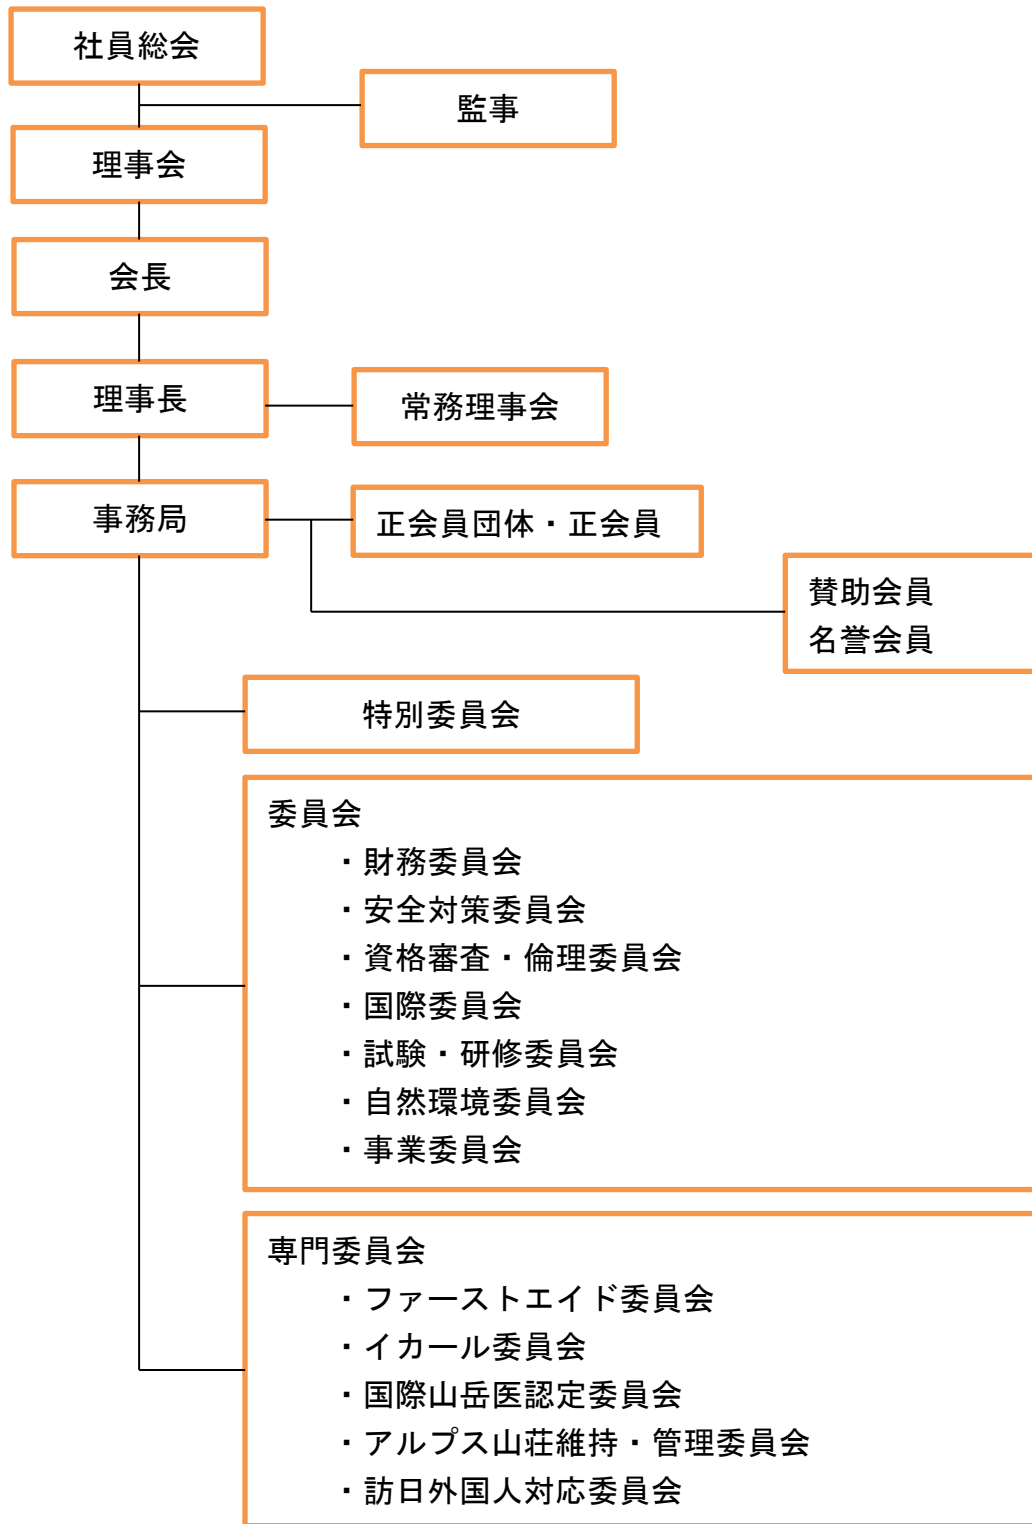 社員総会
監事
理事会
会長
理事長
常務理事会
事務局
正会員団体・正会員
賛助会員
名誉会員
特別委員会
委員会
・財務委員会
・安全対策委員会
・資格審査・倫理委員会
・国際委員会
・試験・研修委員会
・自然環境委員会
・事業委員会
専門委員会
・ファーストエイド委員会
・イカール委員会
・国際山岳医認定委員会
・アルプス山荘維持・管理委員会
・訪日外国人対応委員会